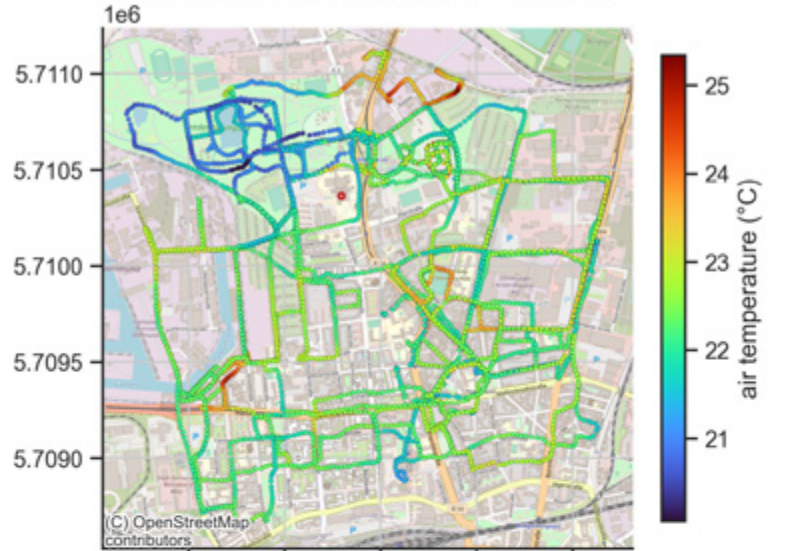 1e6
5.7110
5.7105
5.7100
5.7095
5.7090
25
24
23
22
21
air temperature (°C)
(C) OpenStreetMap
contributors